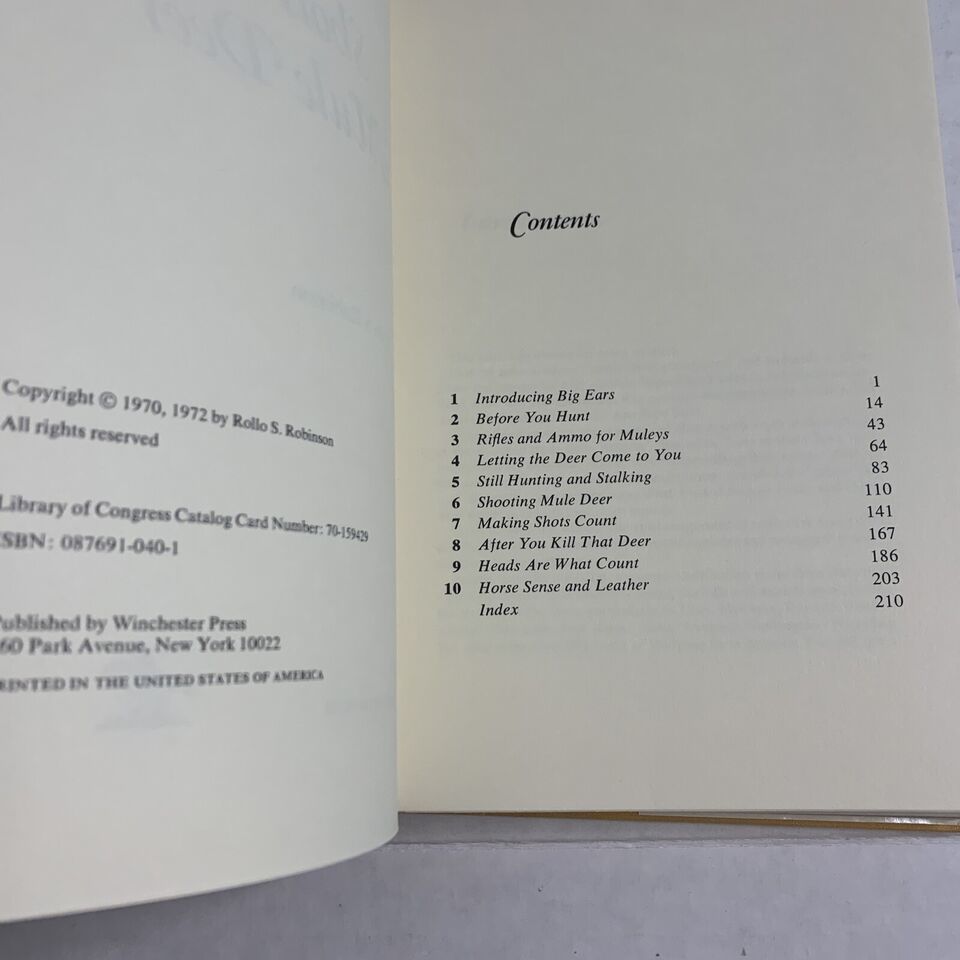 Copyright © 1970, 1972 by Rollo S. Robinson
All rights reserved
Library of Congress Catalog Card Number: 70-159429
ISBN: 087691-040-1
Published by Winchester Press
460 Park Avenue, New York 10022
PRINTED IN THE UNITED STATES OF AMERICA
Contents
1 Introducing Big Ears 1
2 Before You Hunt 14
3 Rifles and Ammo for Muleys 43
4 Letting the Deer Come to You 64
5 Still Hunting and Stalking 83
6 Shooting Mule Deer 110
7 Making Shots Count 141
8 After You Kill That Deer 167
9 Heads Are What Count 186
10 Horse Sense and Leather 203
Index 210